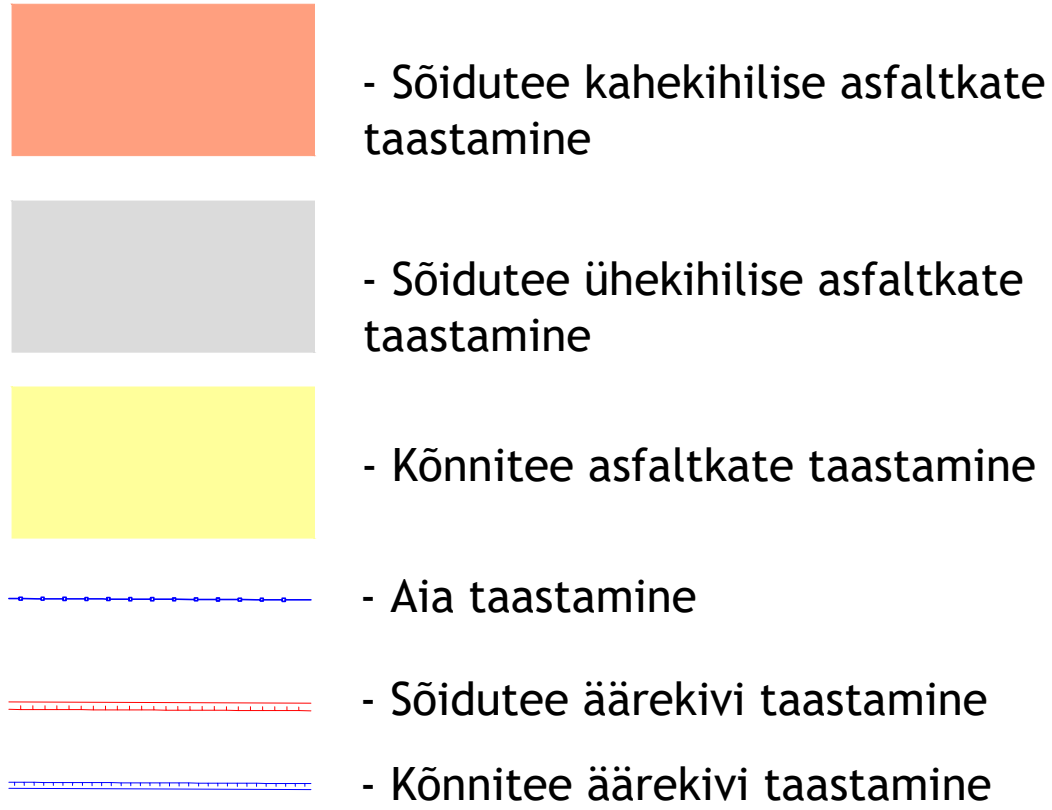 - Sõidutee kahekihilise asfaltkate
taastamine
- Sõidutee ühekihilise asfaltkate
taastamine
- Kõnnitee asfaltkate taastamine
- Aia taastamine
- Sõidutee äärekivi taastamine
- Kõnnitee äärekivi taastamine